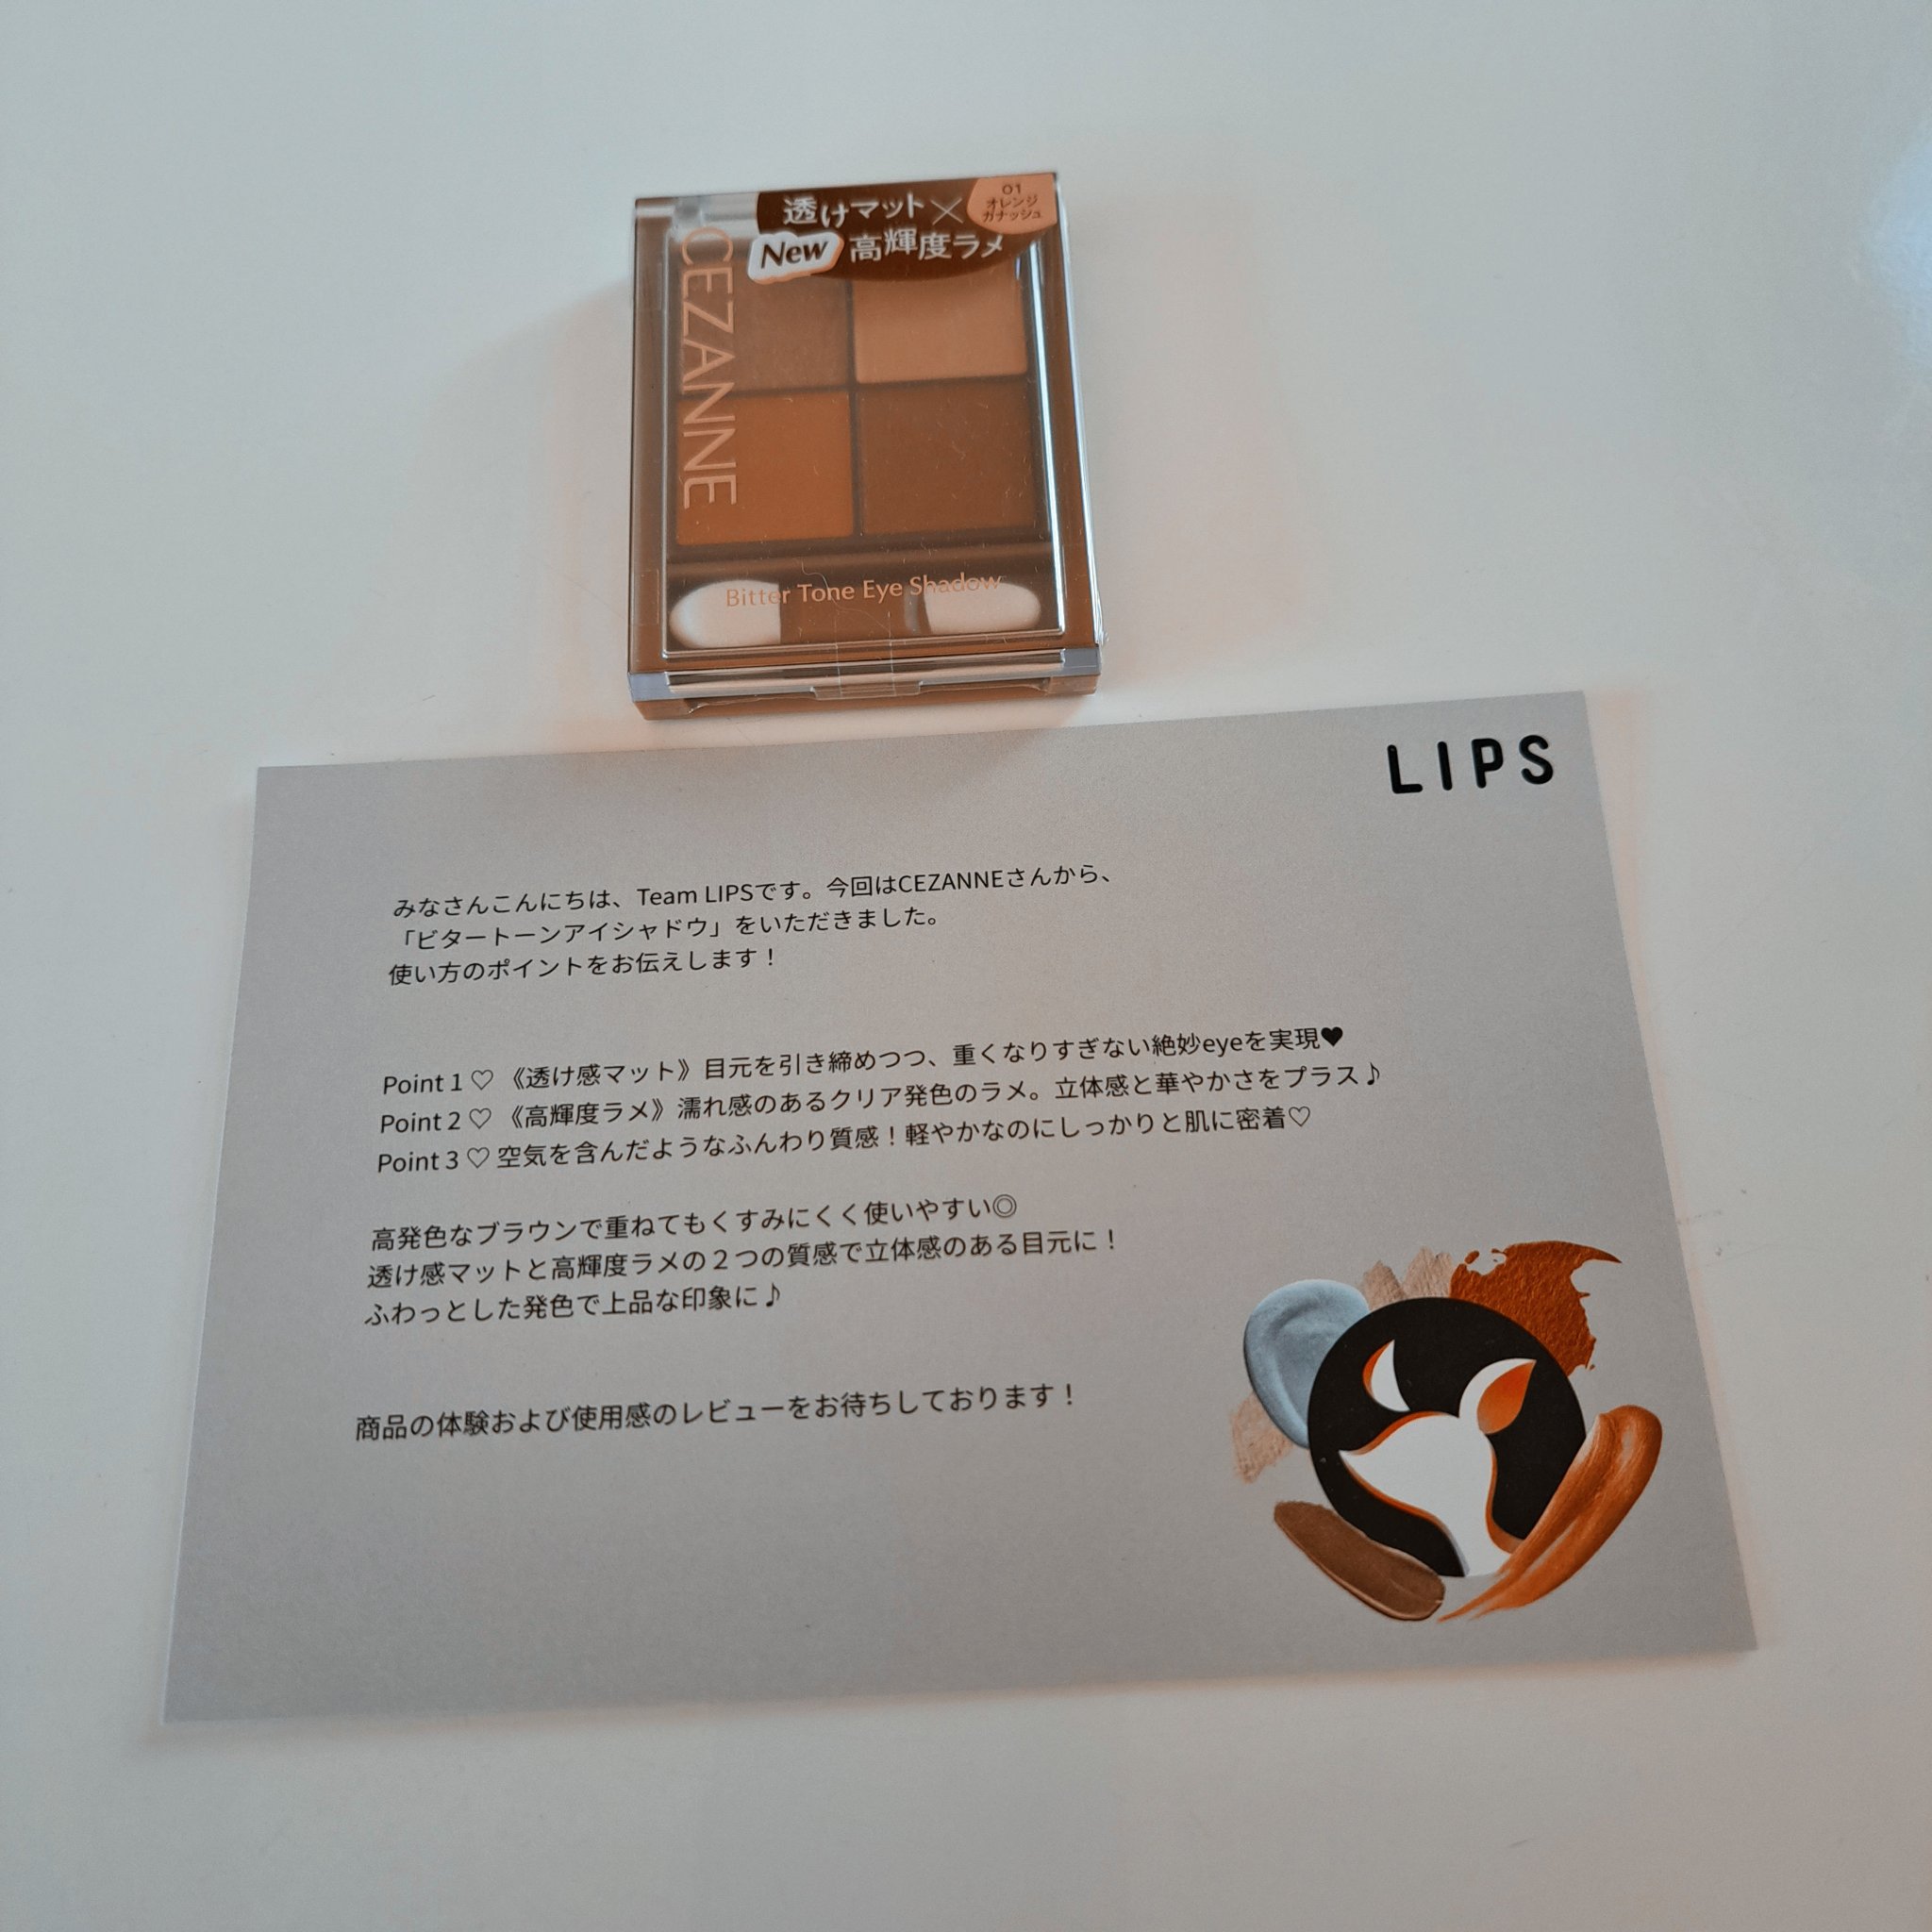 透けマット×
New 高輝度ラメ
01
オレンジ
ガナッシュ
CEZANNE
Bitter Tone Eye Shadow
LIPS
みなさんこんにちは、Team LIPSです。今回はCEZANNEさんから、
「ビタートーンアイシャドウ」をいただきました。
使い方のポイントをお伝えします！
Point 1 ♡ 《透け感マット》目元を引き締めつつ、重くなりすぎない絶妙eyeを実現♥
Point 2 ♡ 《高輝度ラメ》濡れ感のあるクリア発色のラメ。立体感と華やかさをプラス♪
Point 3 ♡ 空気を含んだようなふんわり質感！軽やかなのにしっかりと肌に密着♡
高発色なブラウンで重ねてもくすみにくく使いやすい◎
透け感マットと高輝度ラメの２つの質感で立体感のある目元に！
ふわっとした発色で上品な印象に♪
商品の体験および使用感のレビューをお待ちしております！